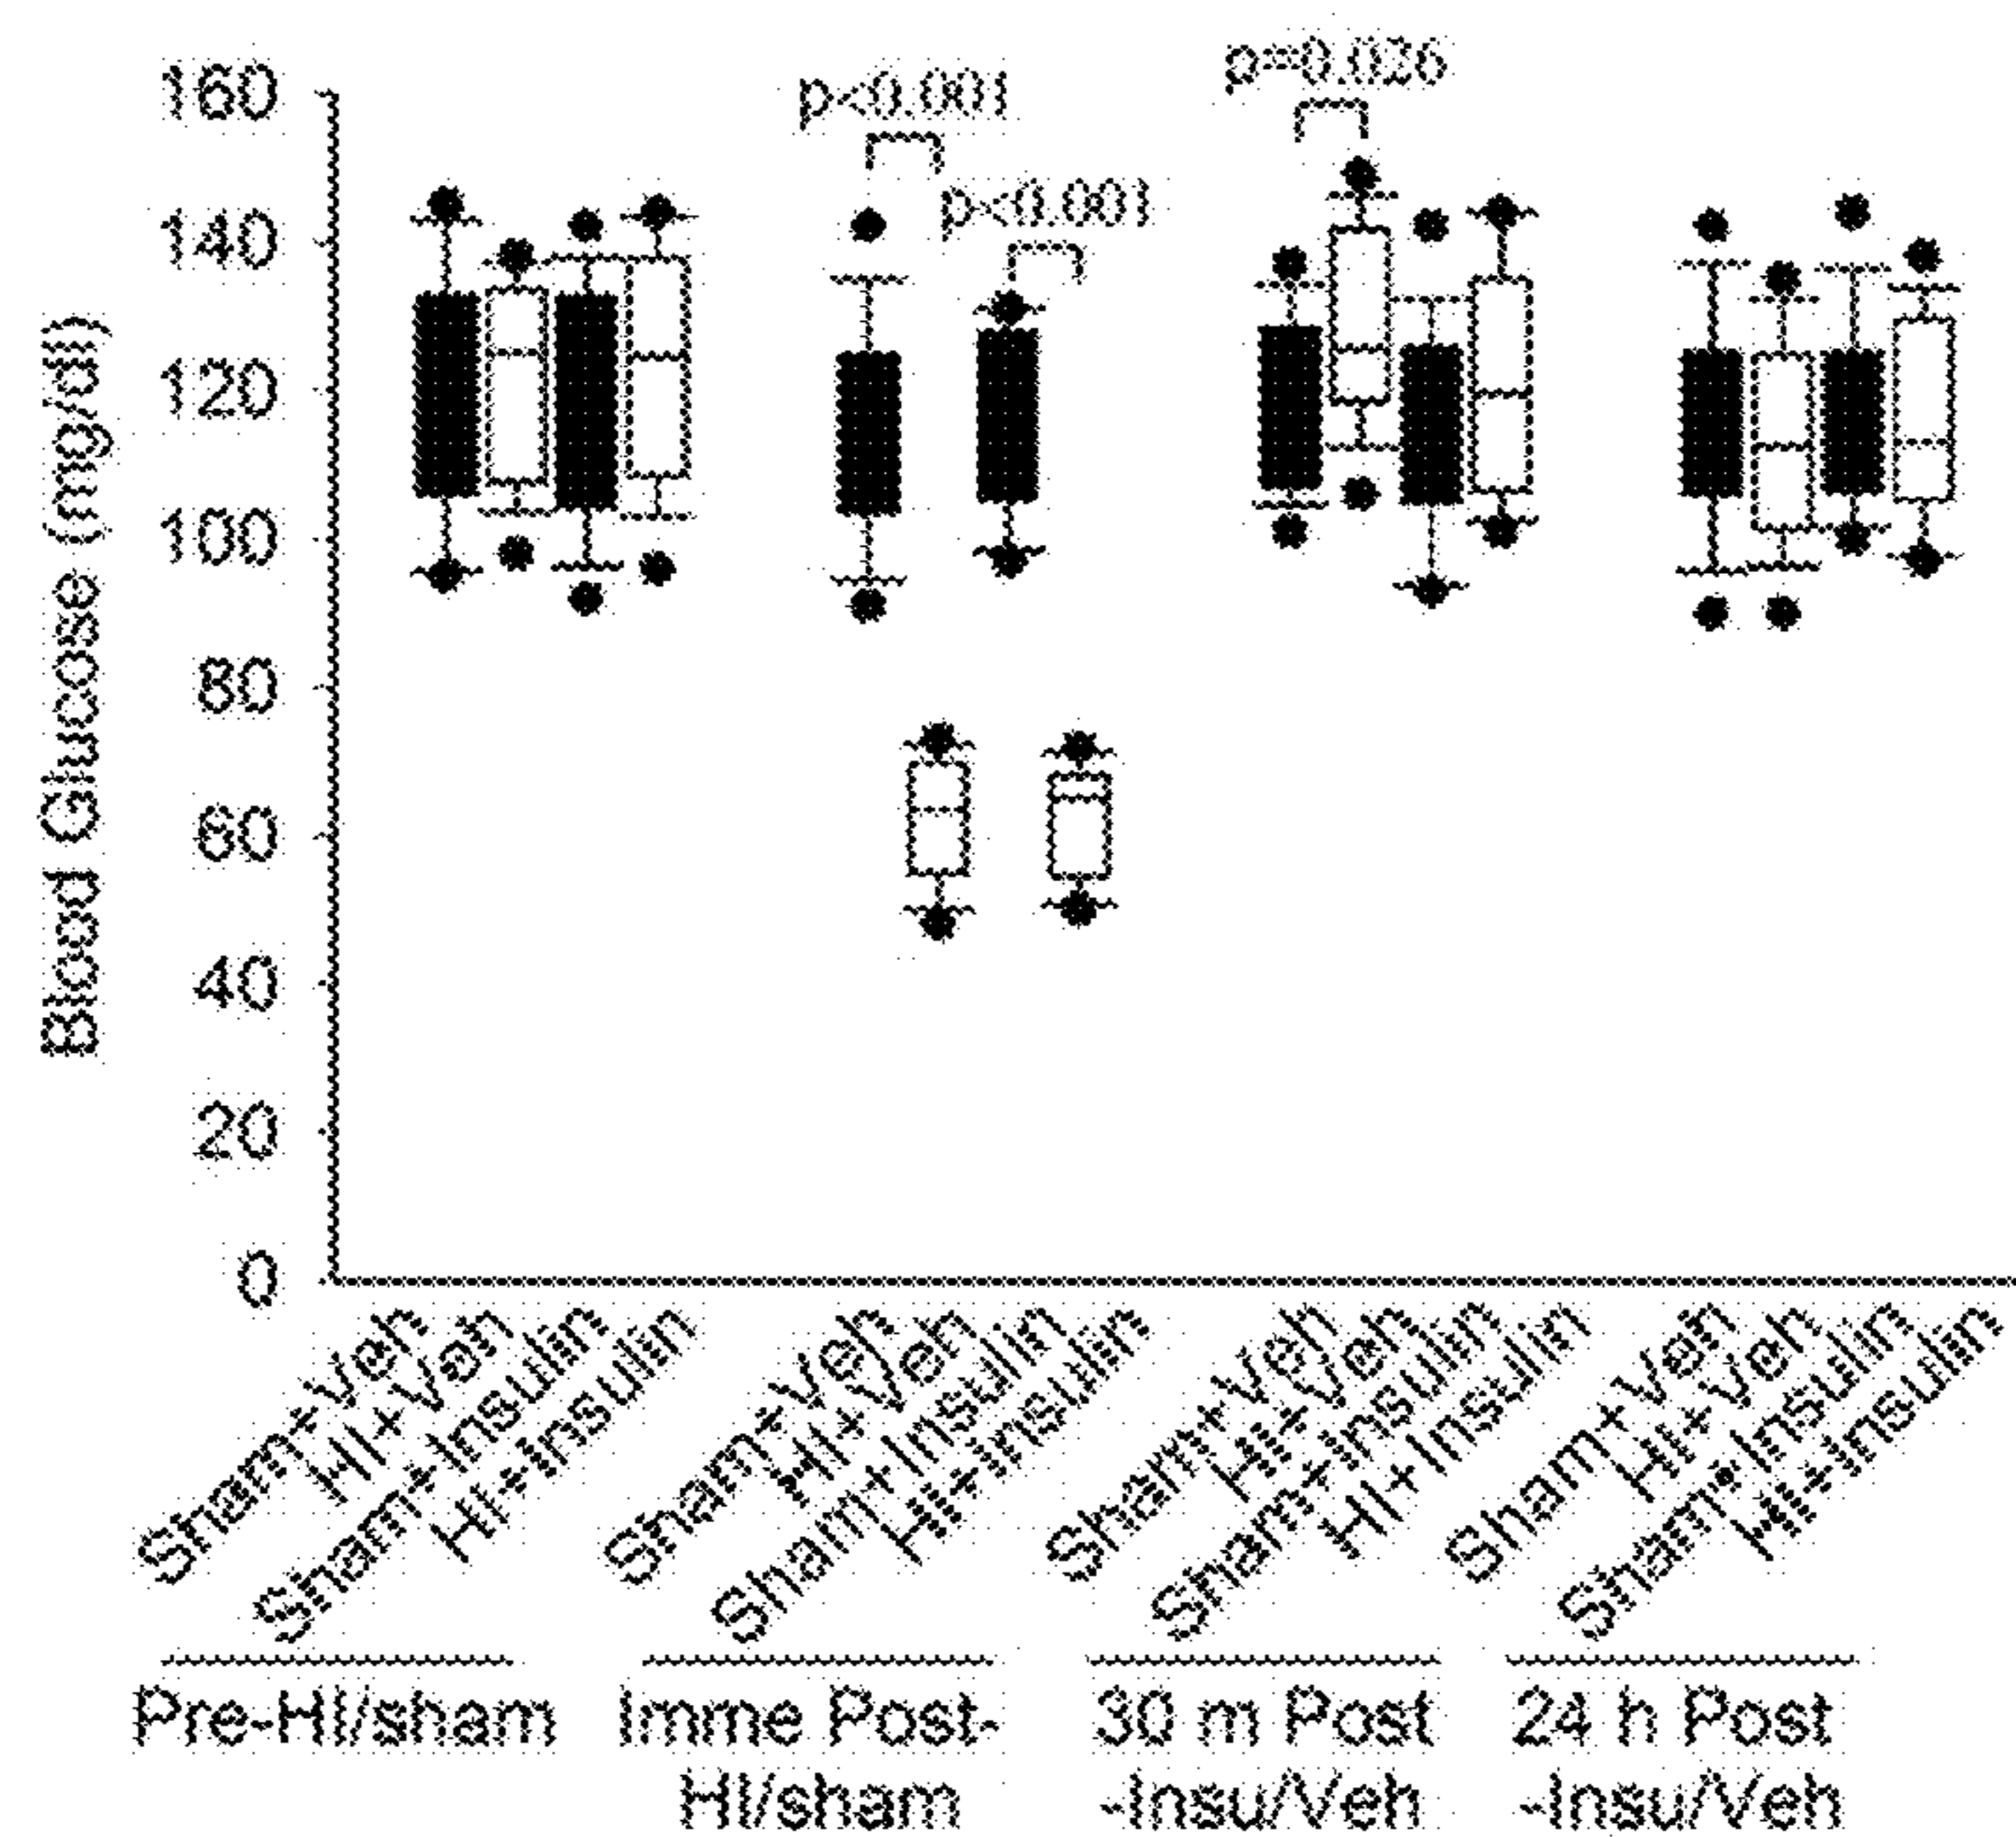 p=0.026
p<0.001
p<0.001
Blood Glucose (mg/dl)
160
140
120
100
80
60
40
20
0
Sham+Veh
HI+Veh
Sham+Insulin
HI+Insulin
Sham+Veh
HI+Veh
Sham+Insulin
HI+Insulin
Sham+Veh
HI+Veh
Sham+Insulin
HI+Insulin
Sham+Veh
HI+Veh
Sham+Insulin
HI+Insulin
Pre-HI/sham
Imme Post-
HI/sham
30 m Post
-Insu/Veh
24 h Post
-Insu/Veh